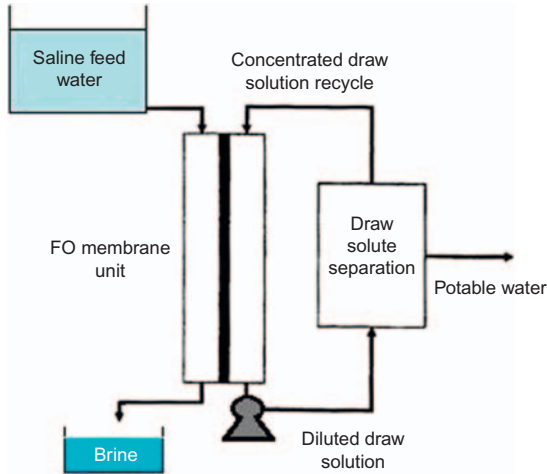 Saline feed
water
Concentrated draw
solution recycle
FO membrane
unit
Draw
solute
separation
Potable water
Diluted draw
solution
Brine